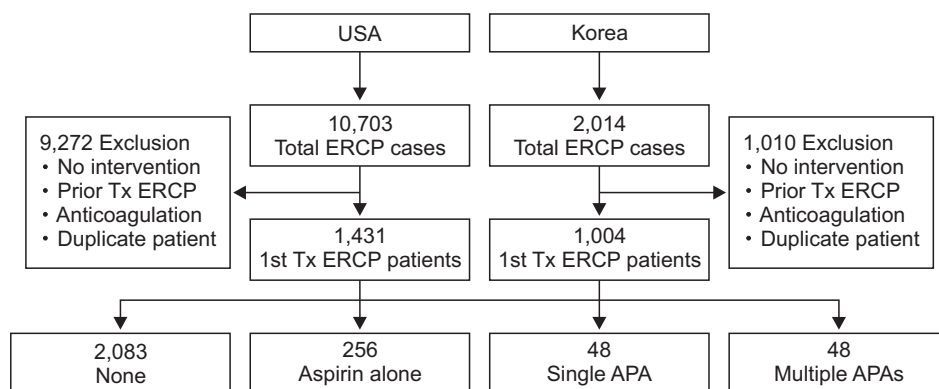 USA
Korea
10,703
Total ERCP cases
2,014
Total ERCP cases
9,272 Exclusion
• No intervention
• Prior Tx ERCP
• Anticoagulation
• Duplicate patient
1,010 Exclusion
• No intervention
• Prior Tx ERCP
• Anticoagulation
• Duplicate patient
1,431
1st Tx ERCP patients
1,004
1st Tx ERCP patients
2,083
None
256
Aspirin alone
48
Single APA
48
Multiple APAs